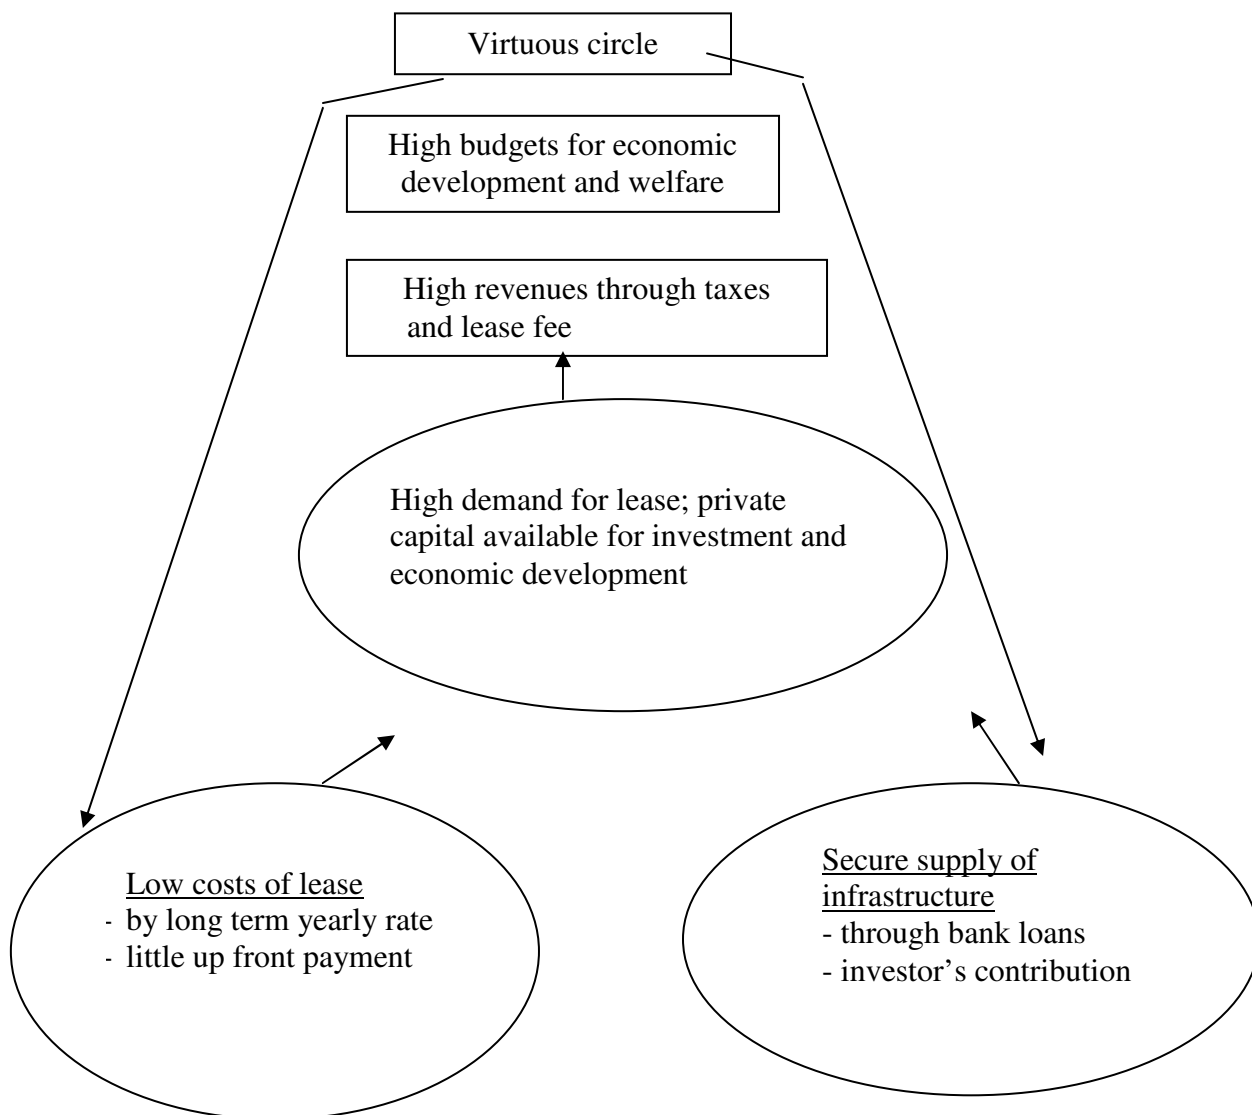 Virtuous circle
High budgets for economic
development and welfare
High revenues through taxes
and lease fee
High demand for lease; private
capital available for investment and
economic development
Low costs of lease
- by long term yearly rate
- little up front payment
Secure supply of
infrastructure
- through bank loans
- investor’s contribution